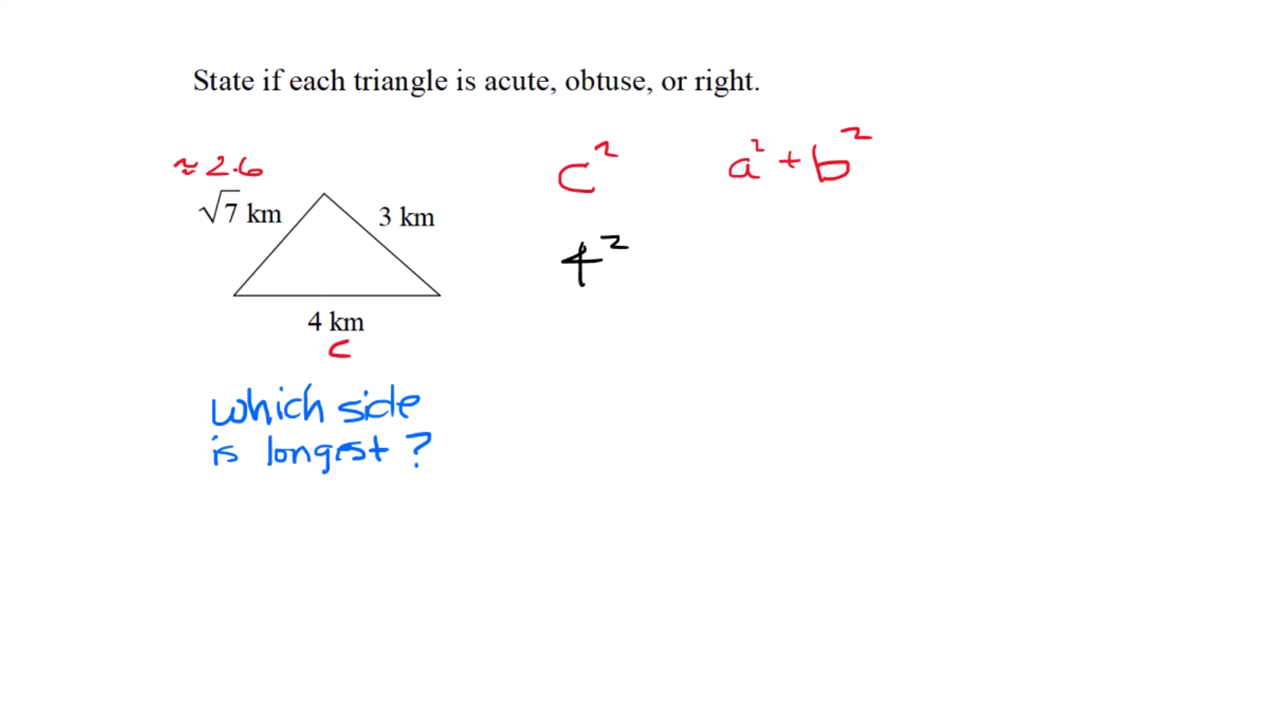 State if each triangle is acute, obtuse, or right.
≈ 2.6
√7 km
3 km
4 km
c
c² a² + b²
4²
which side
is longest ?